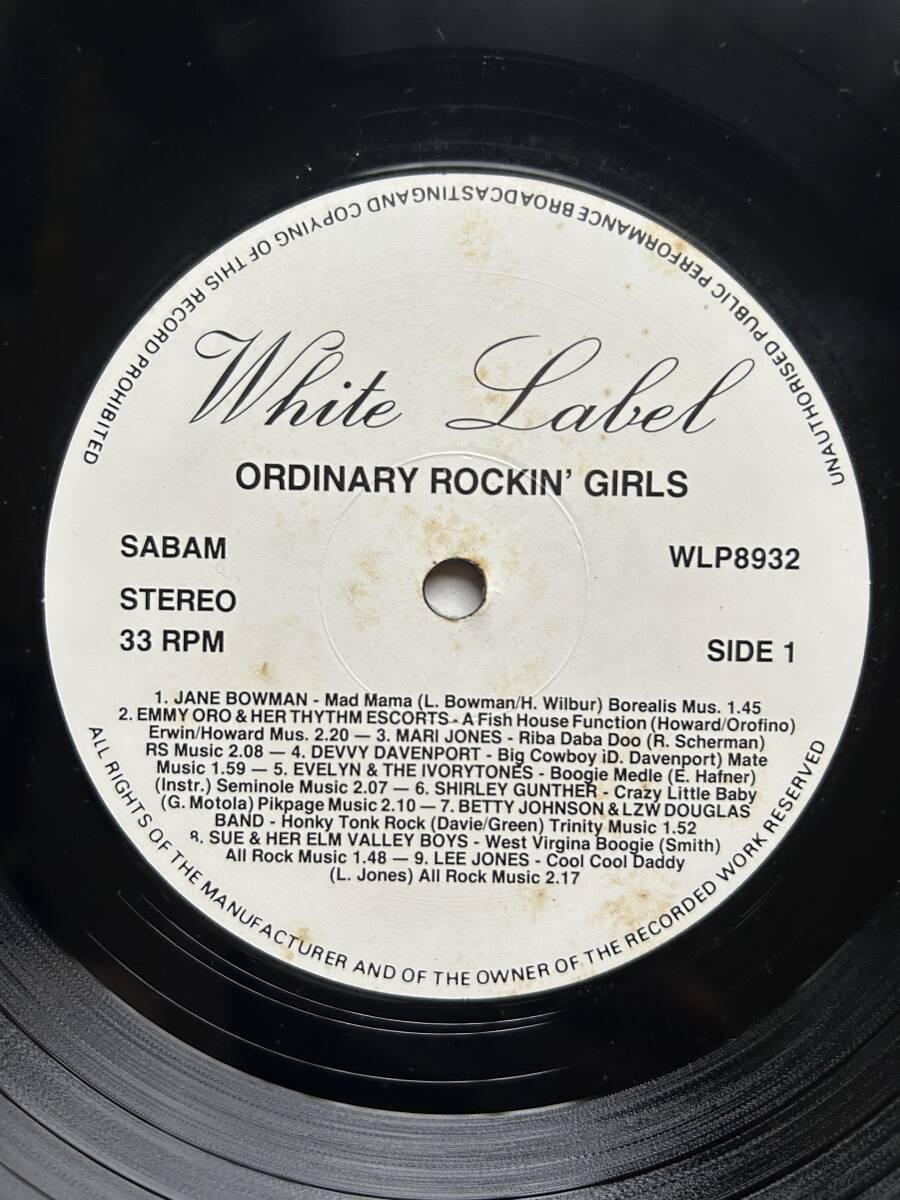 UNAUTHORISED PUBLIC PERFORMANCE BROADCASTING AND COPYING OF THIS RECORD PROHIBITED
White Label
ORDINARY ROCKIN' GIRLS
SABAM
WLP8932
STEREO
33 RPM
SIDE 1
1. JANE BOWMAN - Mad Mama (L. Bowman/H. Wilbur) Borealis Mus. 1.45
2. EMMY ORO & HER THYTHM ESCORTS - A Fish House Function (Howard/Orofino)
Erwin/Howard Mus. 2.20 — 3. MARI JONES - Riba Daba Doo (R. Scherman)
RS Music 2.08 — 4. DEVVY DAVENPORT - Big Cowboy iD. Davenport) Mate
Music 1.59 — 5. EVELYN & THE IVORYTONES - Boogie Medle (E. Hafner)
(Instr.) Seminole Music 2.07 — 6. SHIRLEY GUNTHER - Crazy Little Baby
(G. Motola) Pikpage Music 2.10 — 7. BETTY JOHNSON & LZW DOUGLAS
BAND - Honky Tonk Rock (Davie/Green) Trinity Music 1.52
8. SUE & HER ELM VALLEY BOYS - West Virgina Boogie (Smith)
All Rock Music 1.48 — 9. LEE JONES - Cool Cool Daddy
(L. Jones) All Rock Music 2.17
ALL RIGHTS OF THE MANUFACTURER AND OF THE OWNER OF THE RECORDED WORK RESERVED